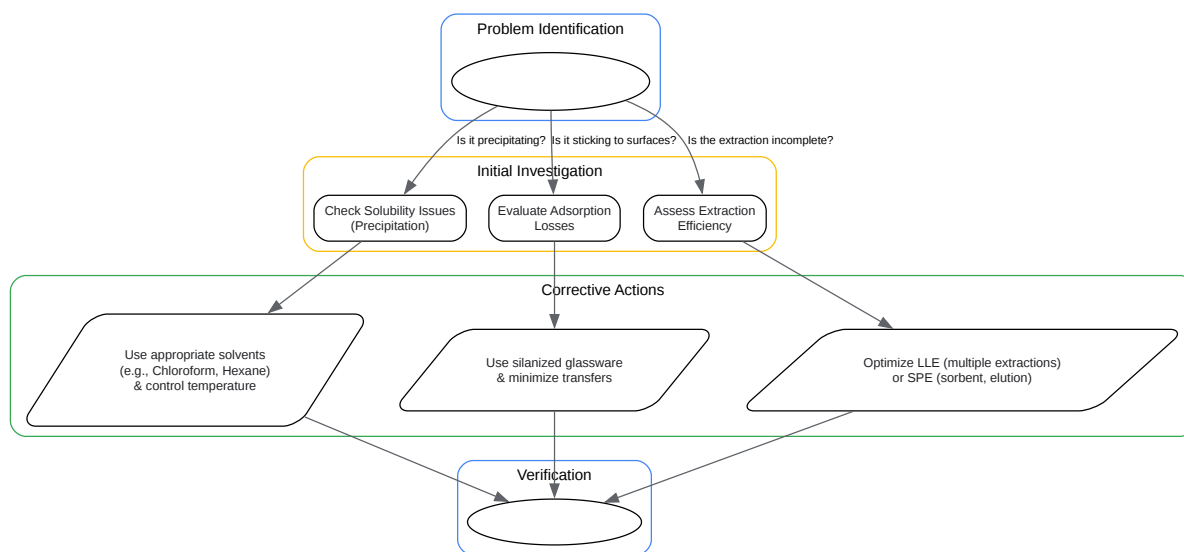 Problem Identification
Is it precipitating?
Is it sticking to surfaces?
Is the extraction incomplete?
Initial Investigation
Check Solubility Issues
(Precipitation)
Evaluate Adsorption
Losses
Assess Extraction
Efficiency
Corrective Actions
Use appropriate solvents
(e.g., Chloroform, Hexane)
& control temperature
Use silanized glassware
& minimize transfers
Optimize LLE (multiple extractions)
or SPE (sorbent, elution)
Verification